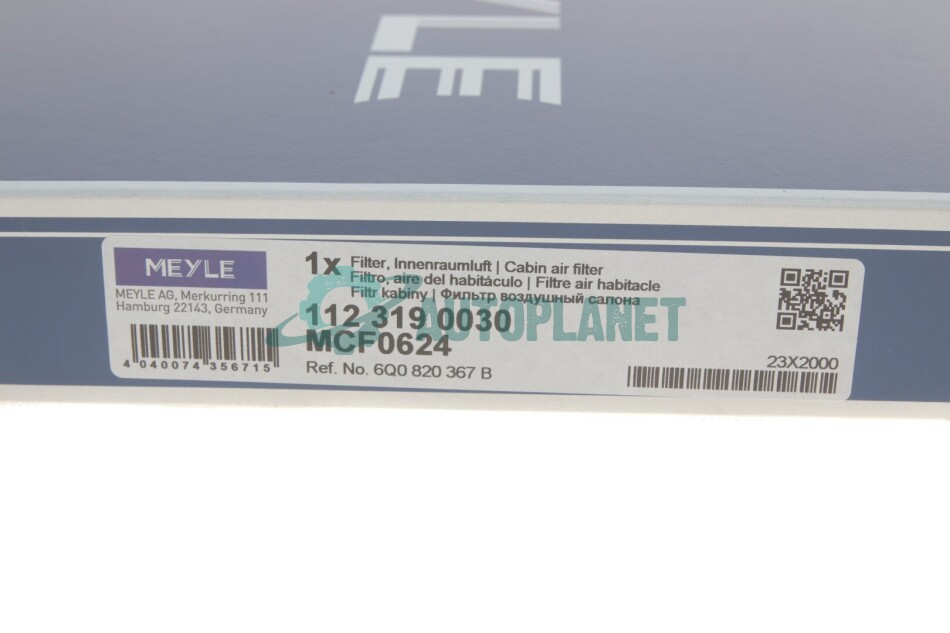 YLE
MEYLE
MEYLE AG, Merkurring 111
Hamburg 22143, Germany
4 040074 356715
1x Filter, Innenraumluft | Cabin air filter
Filtro, aire del habitáculo | Filtre air habitacle
Filtr kabiny | Фильтр воздушный салона
112 319 0030
MCF0624
Ref. No. 6Q0 820 367 B
23X2000
AUTOPLANET